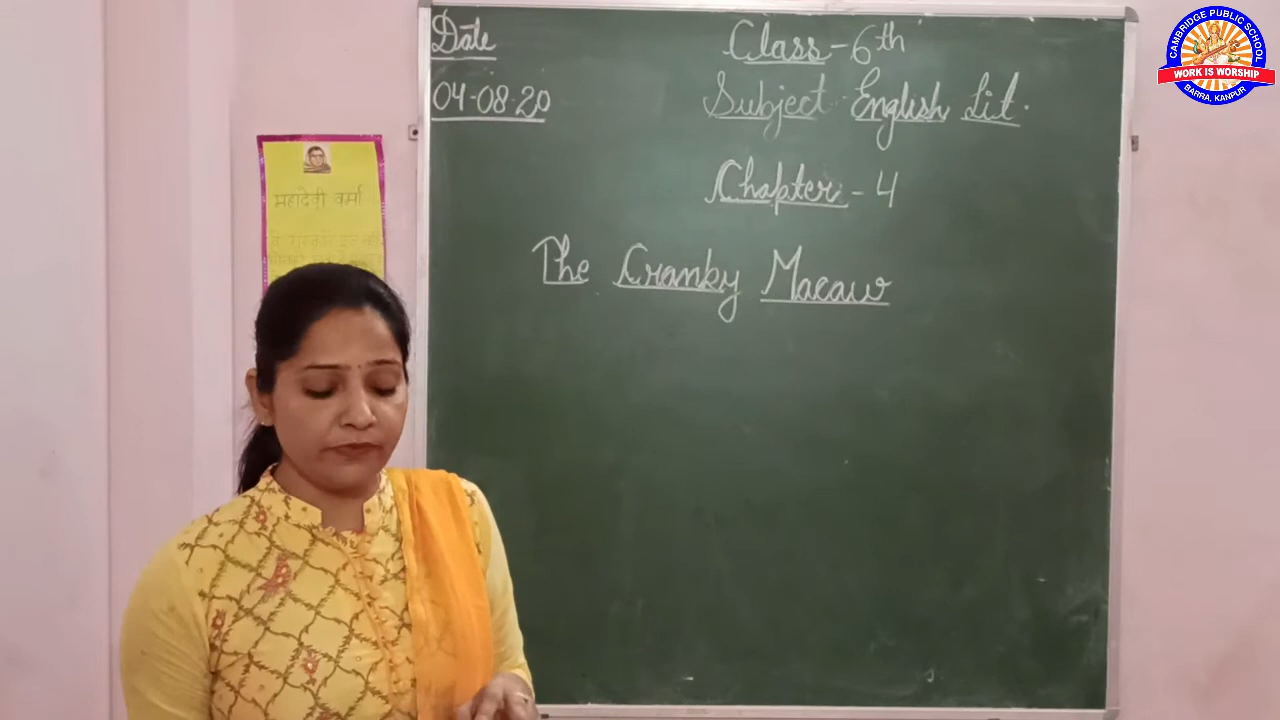 Date
04-08-20
Class-6th
Subject English Lit.
Chapter-4
The Cranky Macaw
महादेवी वर्मा
CAMBRIDGE PUBLIC SCHOOL
WORK IS WORSHIP
BARRA, KANPUR